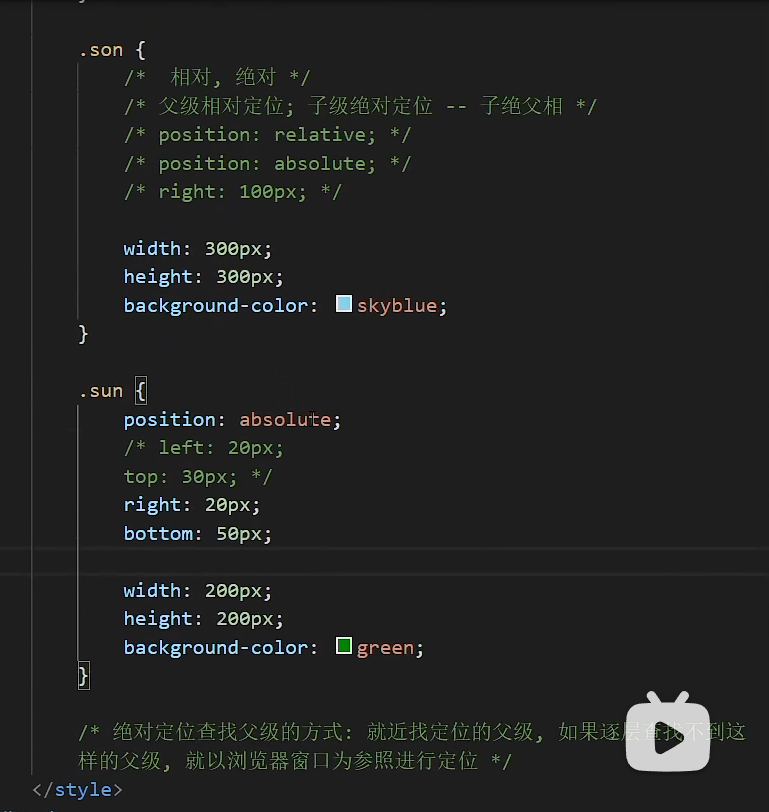 .son {
/* 相对, 绝对 */
/* 父级相对定位; 子级绝对定位 -- 子绝父相 */
/* position: relative; */
/* position: absolute; */
/* right: 100px; */
width: 300px;
height: 300px;
background-color: skyblue;
}
.sun {
position: absolute;
/* left: 20px;
top: 30px; */
right: 20px;
bottom: 50px;
width: 200px;
height: 200px;
background-color: green;
}
/* 绝对定位查找父级的方式: 就近找定位的父级, 如果逐层查找不到这
样的父级, 就以浏览器窗口为参照进行定位 */
</style>